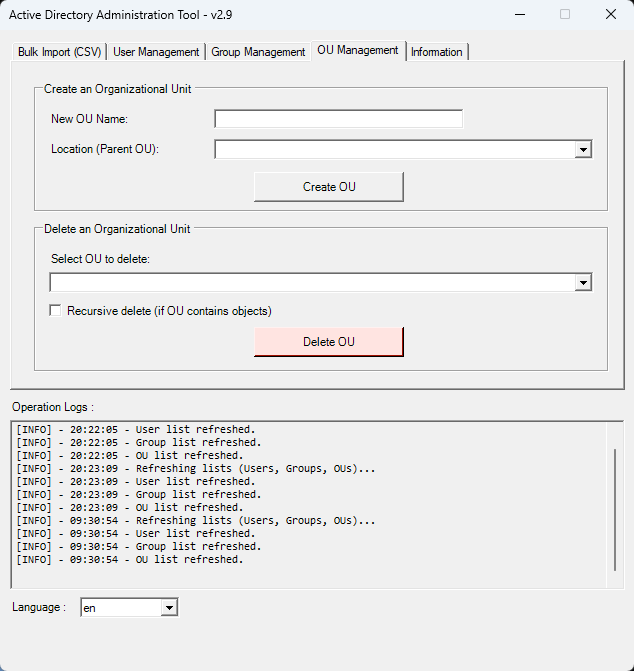 Active Directory Administration Tool - v2.9
Bulk Import (CSV) User Management Group Management OU Management Information
Create an Organizational Unit
New OU Name:
Location (Parent OU):
Create OU
Delete an Organizational Unit
Select OU to delete:
Recursive delete (if OU contains objects)
Delete OU
Operation Logs :
[INFO] - 20:22:05 - User list refreshed.
[INFO] - 20:22:05 - Group list refreshed.
[INFO] - 20:22:05 - OU list refreshed.
[INFO] - 20:23:09 - Refreshing lists (Users, Groups, OUs)...
[INFO] - 20:23:09 - User list refreshed.
[INFO] - 20:23:09 - Group list refreshed.
[INFO] - 20:23:09 - OU list refreshed.
[INFO] - 09:30:54 - Refreshing lists (Users, Groups, OUs)...
[INFO] - 09:30:54 - User list refreshed.
[INFO] - 09:30:54 - Group list refreshed.
[INFO] - 09:30:54 - OU list refreshed.
Language : en